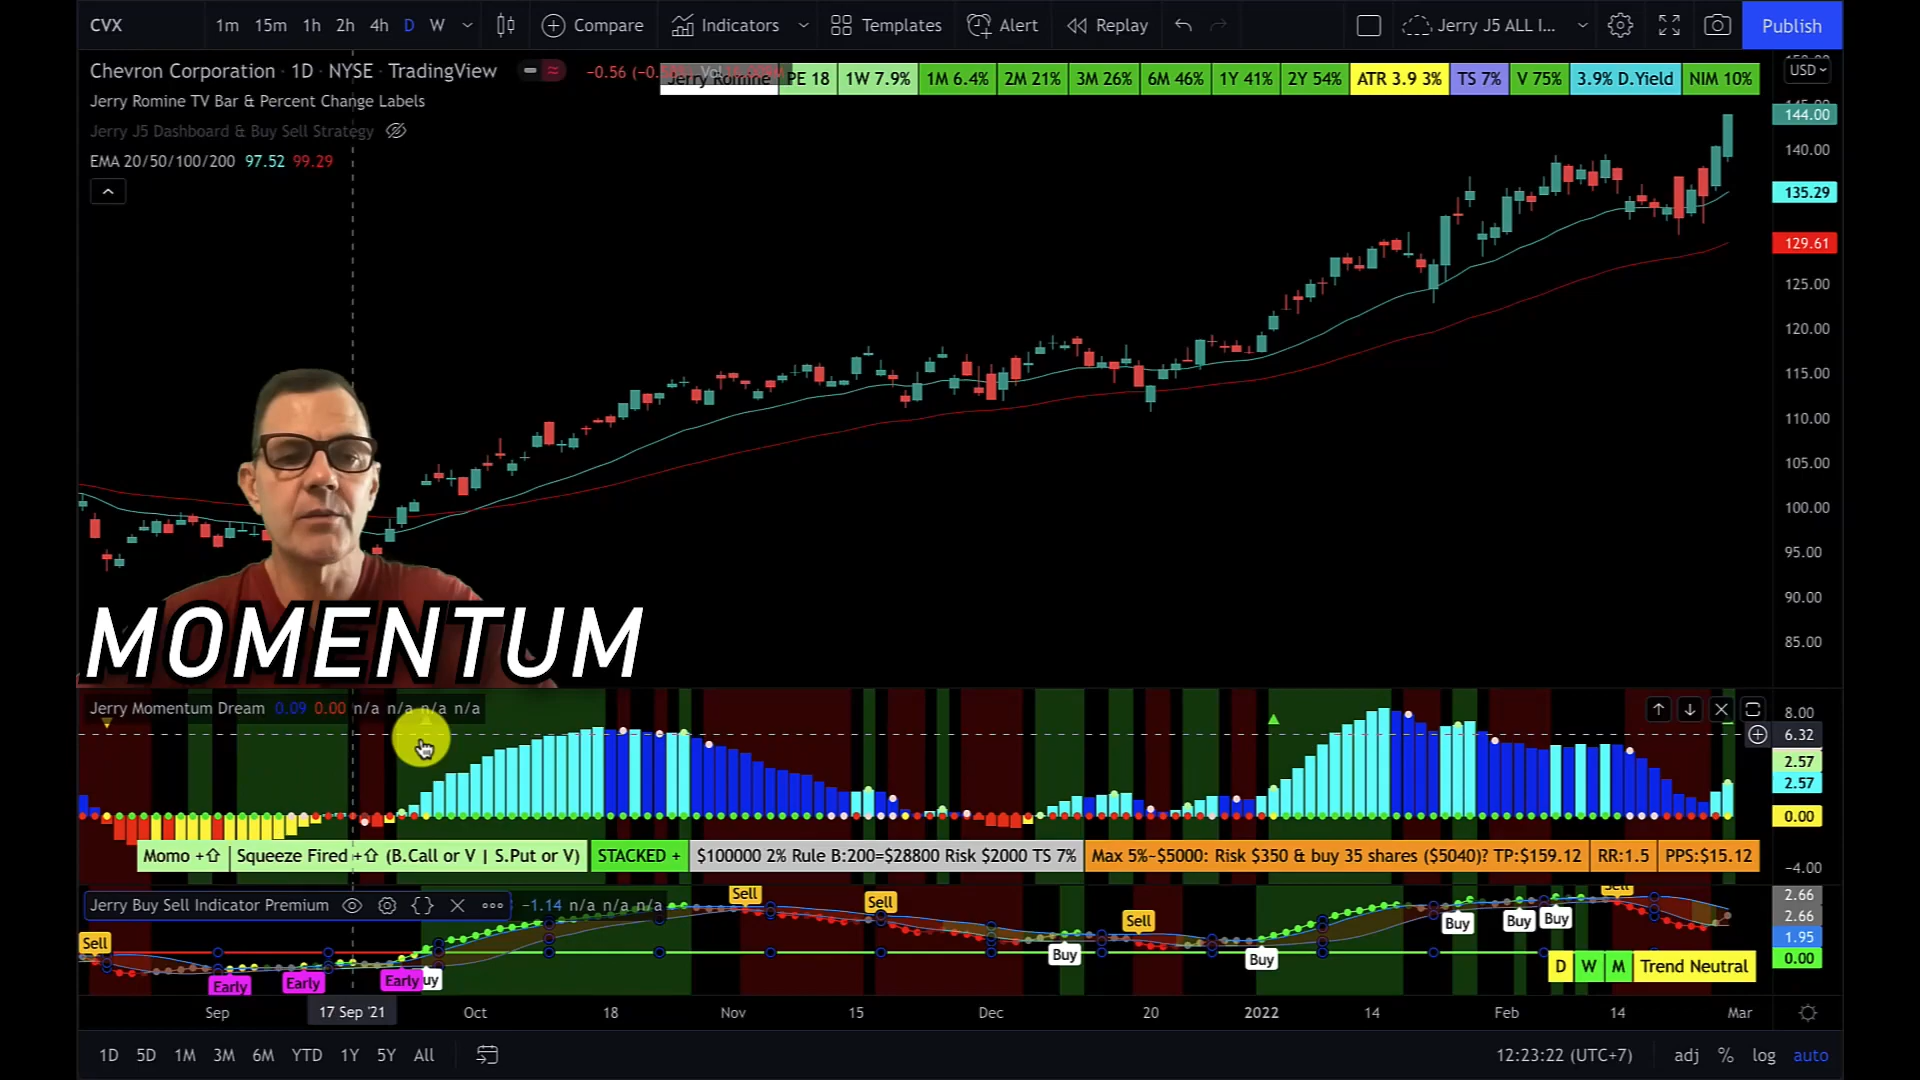 CVX
1m 15m 1h 2h 4h D W
Compare
Indicators
Templates
Alert
Replay
Jerry J5 ALL I...
Publish
Chevron Corporation · 1D · NYSE · TradingView
-0.56
Jerry Romine
PE 18
1W 7.9%
1M 6.4%
2M 21%
3M 26%
6M 46%
1Y 41%
2Y 54%
ATR 3.9 3%
TS 7%
V 75%
3.9% D.Yield
NIM 10%
USD
Jerry Romine TV Bar & Percent Change Labels
Jerry J5 Dashboard & Buy Sell Strategy
EMA 20/50/100/200 97.52 99.29
144.00
140.00
135.29
129.61
125.00
120.00
115.00
110.00
105.00
100.00
95.00
90.00
85.00
MOMENTUM
Jerry Momentum Dream 0.09 0.00 n/a n/a n/a n/a
8.00
6.32
2.57
2.57
0.00
-4.00
Momo +⇧
Squeeze Fired +⇧ (B.Call or V | S.Put or V)
STACKED +
$100000 2% Rule B:200=$28800 Risk $2000 TS 7%
Max 5%~$5000: Risk $350 & buy 35 shares ($5040)? TP:$159.12
RR:1.5
PPS:$15.12
Jerry Buy Sell Indicator Premium
-1.14 n/a n/a n/a
Sell
Sell
Sell
Sell
Sell
Buy
Buy
Buy
Buy
Buy
Early
Early
Early
uy
D W M Trend Neutral
2.66
2.66
1.95
0.00
Sep 17 Sep '21 Oct 18 Nov 15 Dec 20 2022 14 Feb 14 Mar
1D 5D 1M 3M 6M YTD 1Y 5Y All
12:23:22 (UTC+7)
adj % log auto